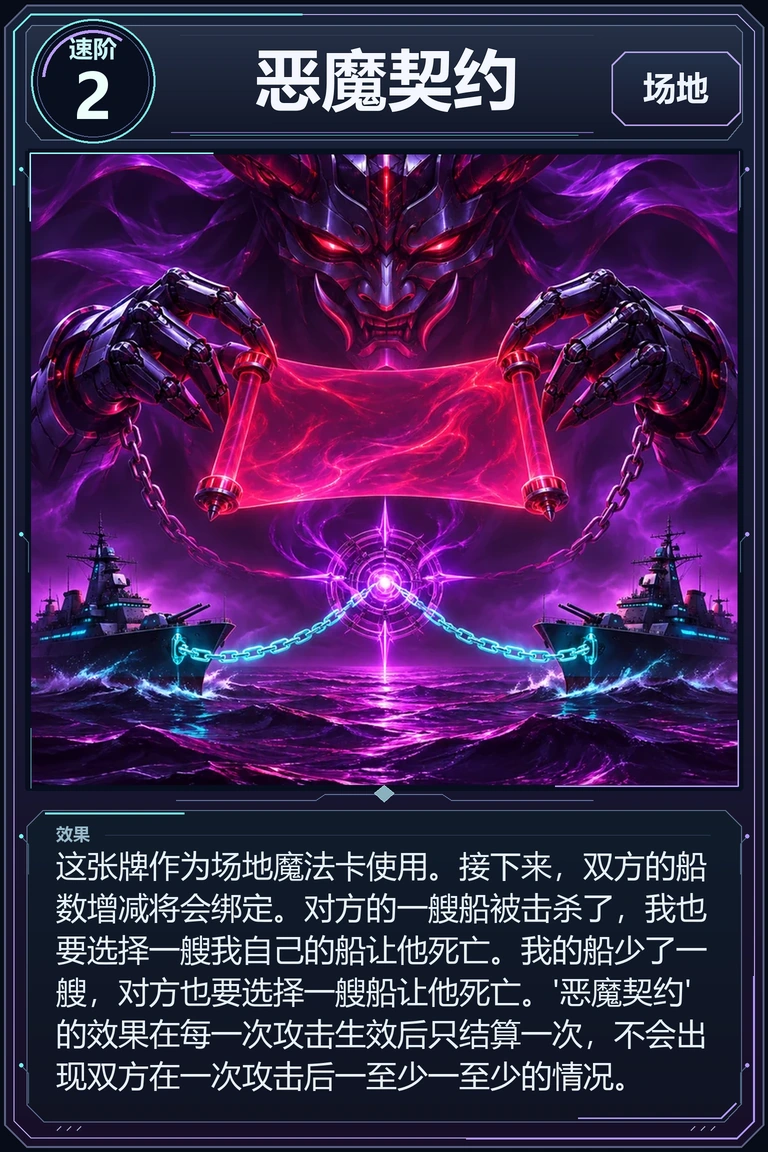 速阶
2
恶魔契约
场地
效果
这张牌作为场地魔法卡使用。接下来，双方的船
数增减将会绑定。对方的一艘船被击杀了，我也
要选择一艘我自己的船让他死亡。我的船少了一
艘，对方也要选择一艘船让他死亡。'恶魔契约'
的效果在每一次攻击生效后只结算一次，不会出
现双方在一次攻击后一至少一至少的情况。